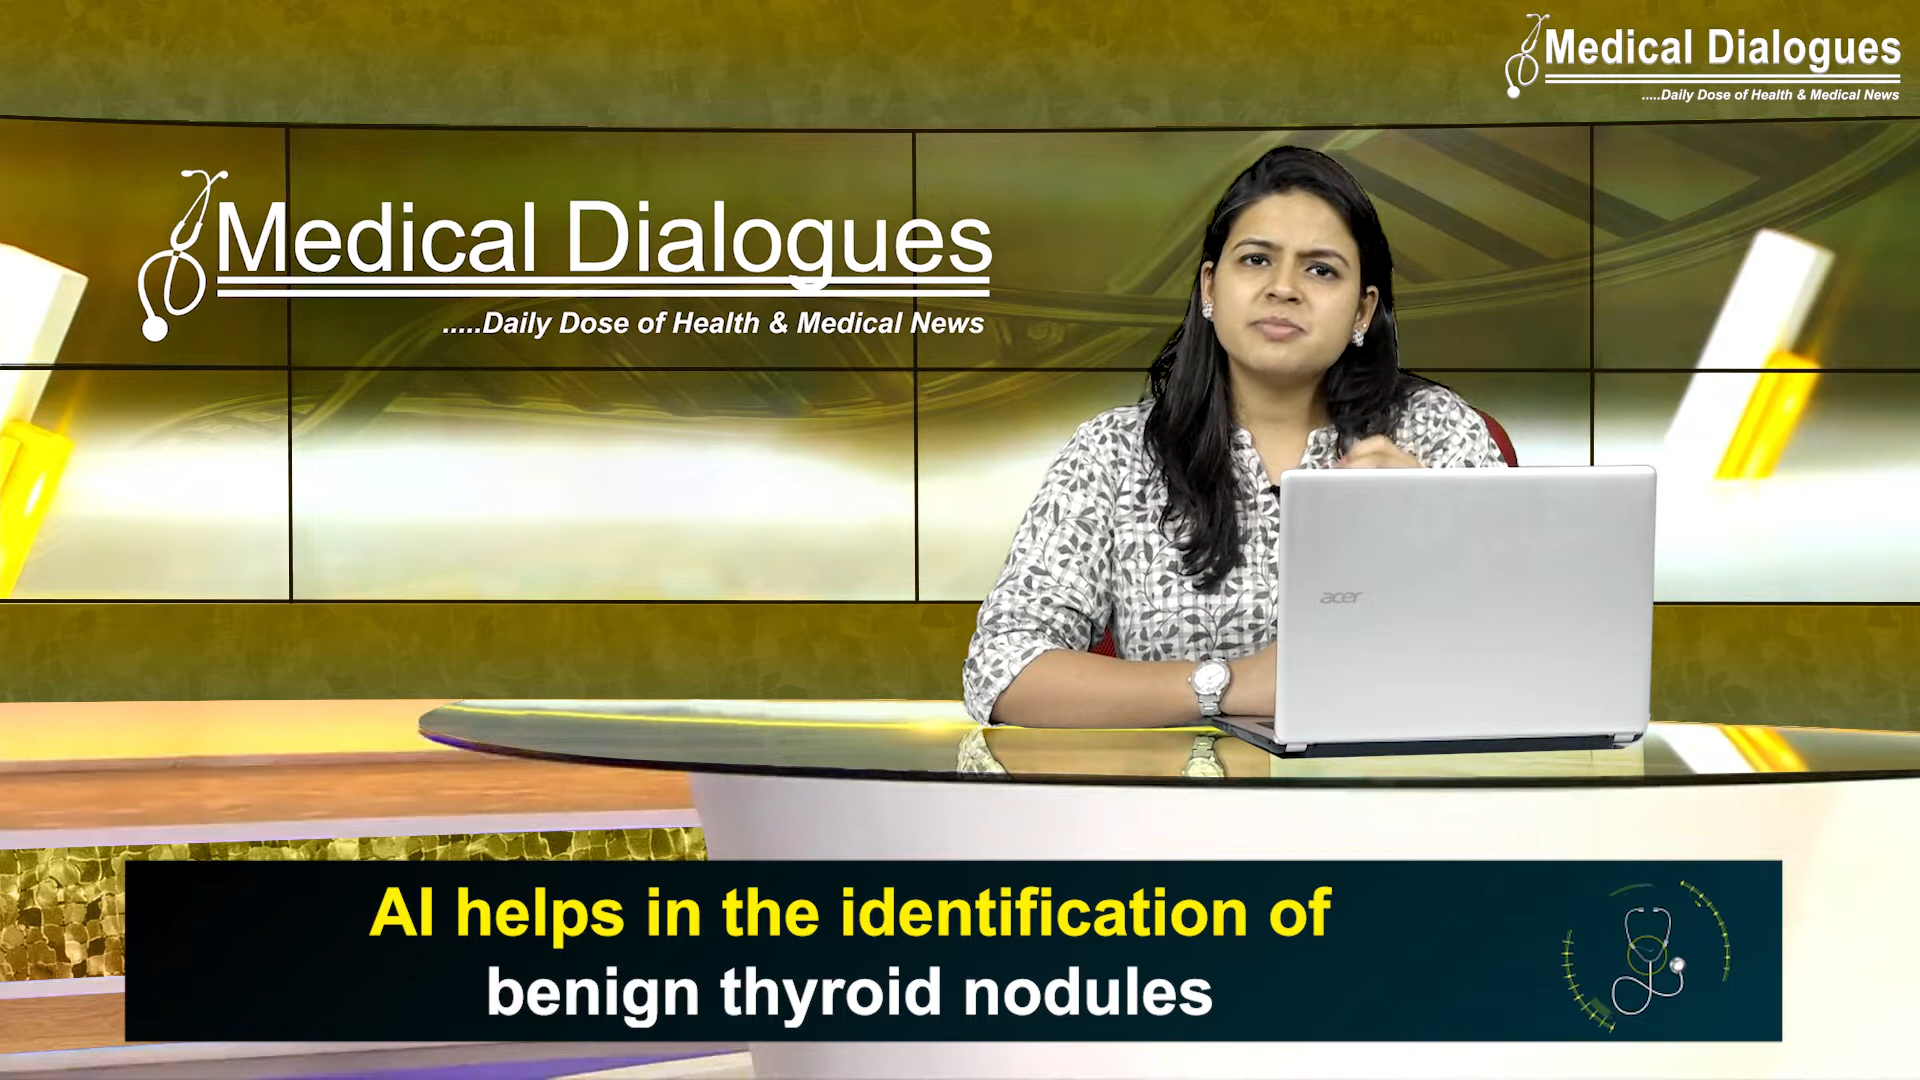 Medical Dialogues
.....Daily Dose of Health & Medical News
Medical Dialogues
.....Daily Dose of Health & Medical News
acer
AI helps in the identification of
benign thyroid nodules